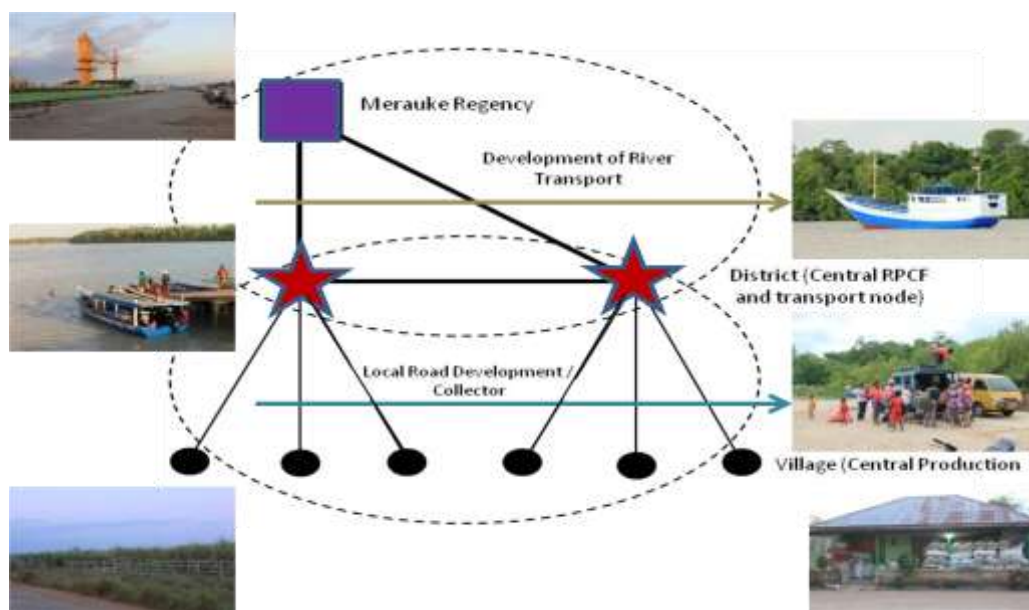 Merauke Regency
Development of River
Transport
District (Central RPCF
and transport node)
Local Road Development /
Collector
Village (Central Production